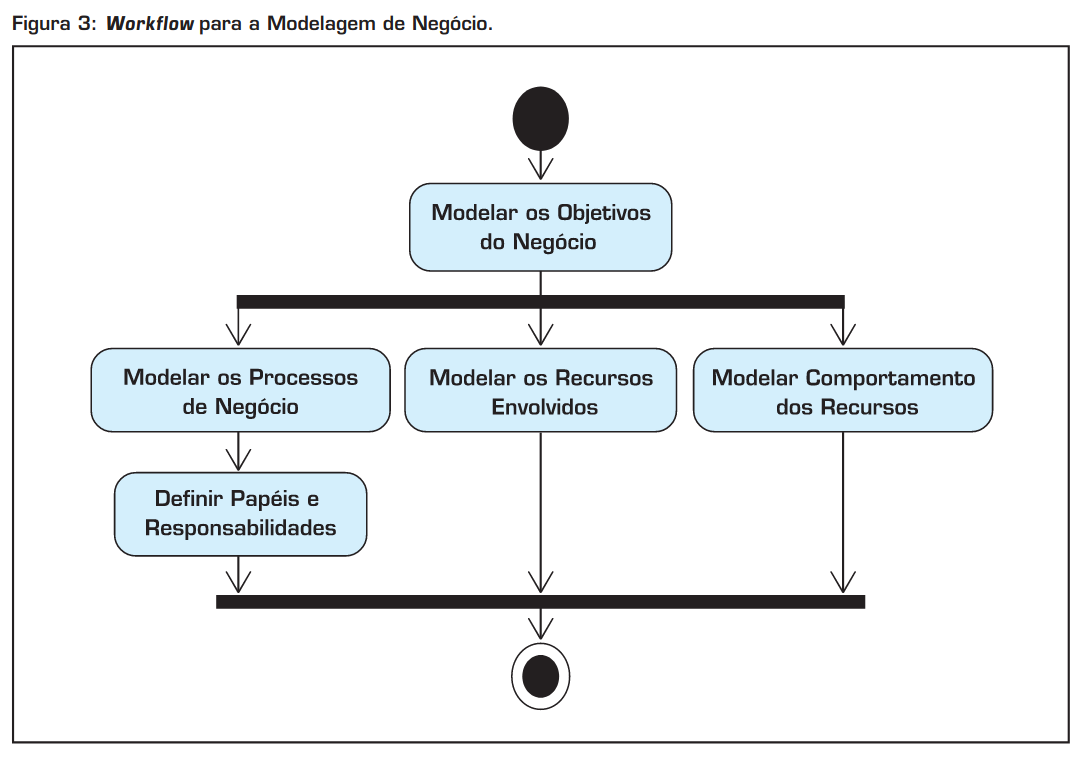 Figura 3: Workflow para a Modelagem de Negócio.
Modelar os Objetivos
do Negócio
Modelar os Processos
de Negócio
Modelar os Recursos
Envolvidos
Modelar Comportamento
dos Recursos
Definir Papéis e
Responsabilidades